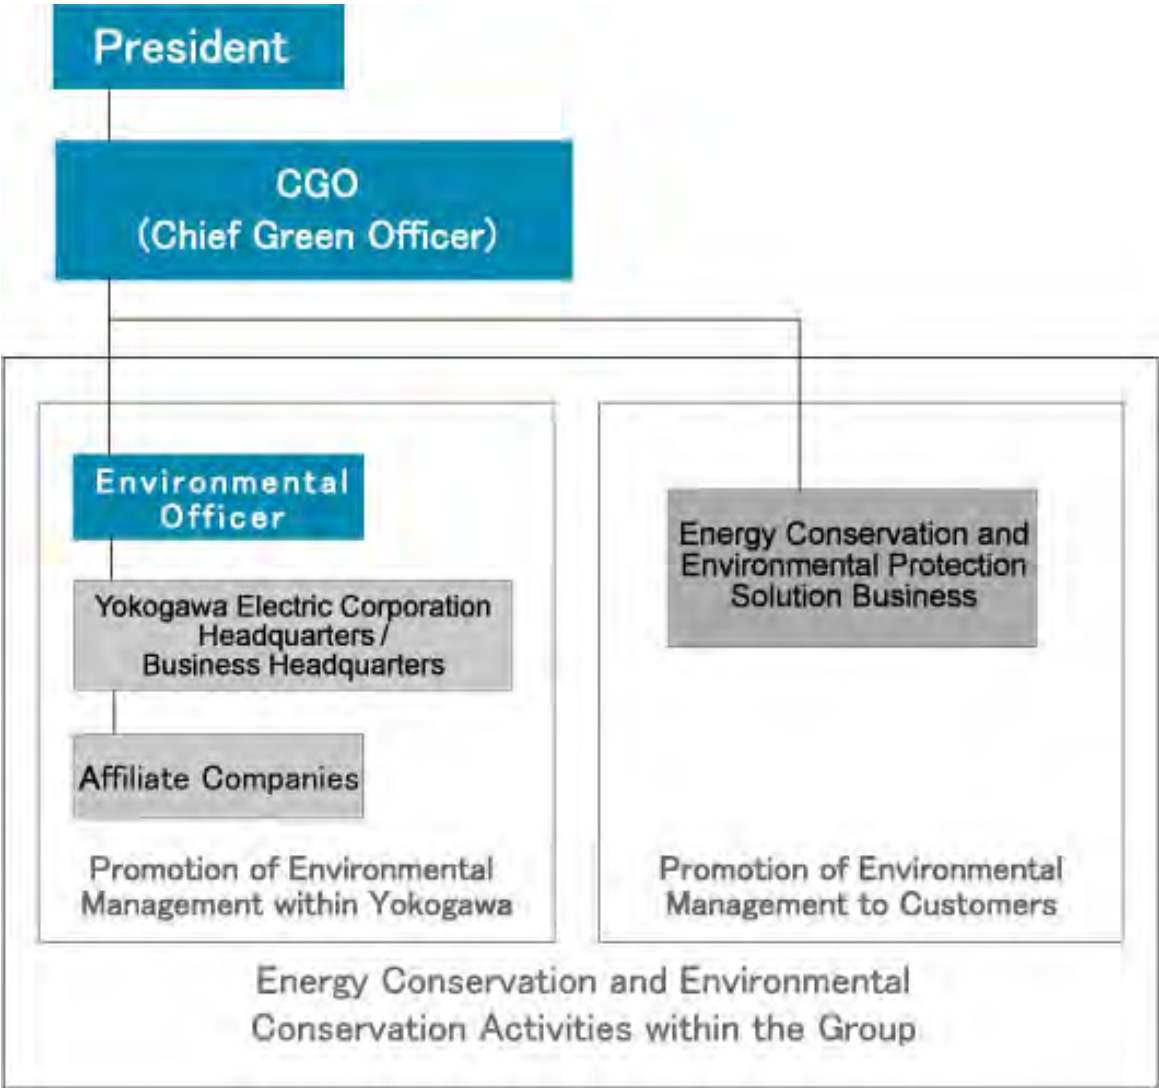 President
CGO
(Chief Green Officer)
Environmental
Officer
Yokogawa Electric Corporation
Headquarters /
Business Headquarters
Affiliate Companies
Promotion of Environmental
Management within Yokogawa
Energy Conservation and
Environmental Protection
Solution Business
Promotion of Environmental
Management to Customers
Energy Conservation and Environmental
Conservation Activities within the Group